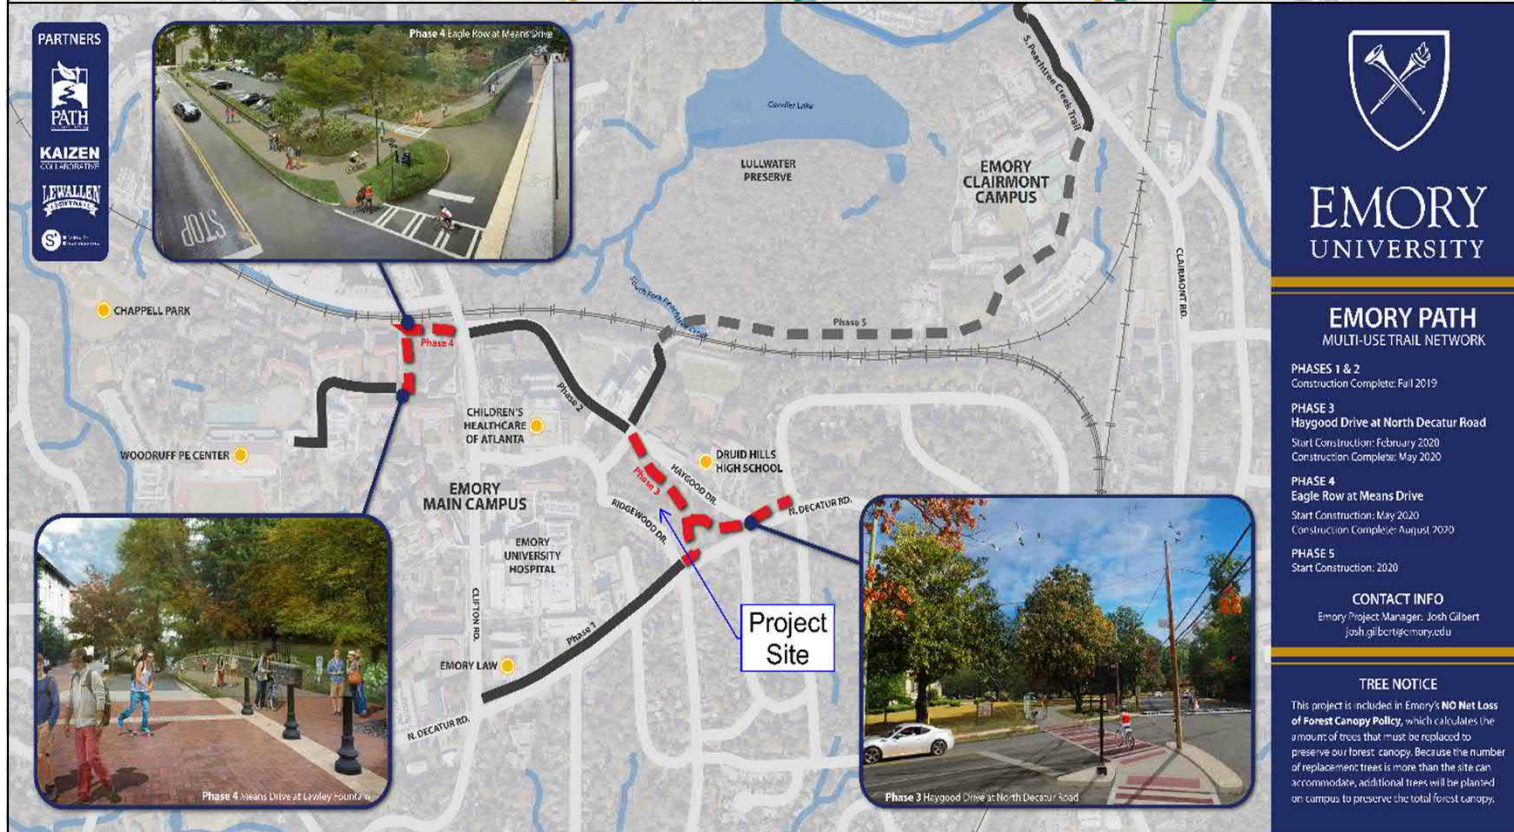 PARTNERS
PATH
KAIZEN
COLLABORATIVE
LEWALLEN
Phase 4 Eagle Row at Means Drive
S. Peachtree Creek Trail
Candler Lake
LULLWATER
PRESERVE
EMORY
CLAIRMONT
CAMPUS
CLAIRMONT RD.
STOP
CHAPPELL PARK
Phase 4
South Fork Peachtree Creek
Phase 5
Phase 2
CHILDREN'S
HEALTHCARE
OF ATLANTA
WOODRUFF PE CENTER
DRUID HILLS
HIGH SCHOOL
HAYGOOD DR.
Phase 3
EMORY
MAIN CAMPUS
RIDGEWOOD DR.
N. DECATUR RD.
EMORY
UNIVERSITY
HOSPITAL
CLIFTON RD.
Phase 1
Project
Site
EMORY LAW
N. DECATUR RD.
Phase 4 Means Drive at Lawley Fountain
Phase 3 Haygood Drive at North Decatur Road
EMORY
UNIVERSITY
EMORY PATH
MULTI-USE TRAIL NETWORK
PHASES 1 & 2
Construction Complete: Fall 2019
PHASE 3
Haygood Drive at North Decatur Road
Start Construction: February 2020
Construction Complete: May 2020
PHASE 4
Eagle Row at Means Drive
Start Construction: May 2020
Construction Complete: August 2020
PHASE 5
Start Construction: 2020
CONTACT INFO
Emory Project Manager: Josh Gilbert
josh.gilbert@emory.edu
TREE NOTICE
This project is included in Emory's NO Net Loss
of Forest Canopy Policy, which calculates the
amount of trees that must be replaced to
preserve our forest canopy. Because the number
of replacement trees is more than the site can
accommodate, additional trees will be planted
on campus to preserve the total forest canopy.